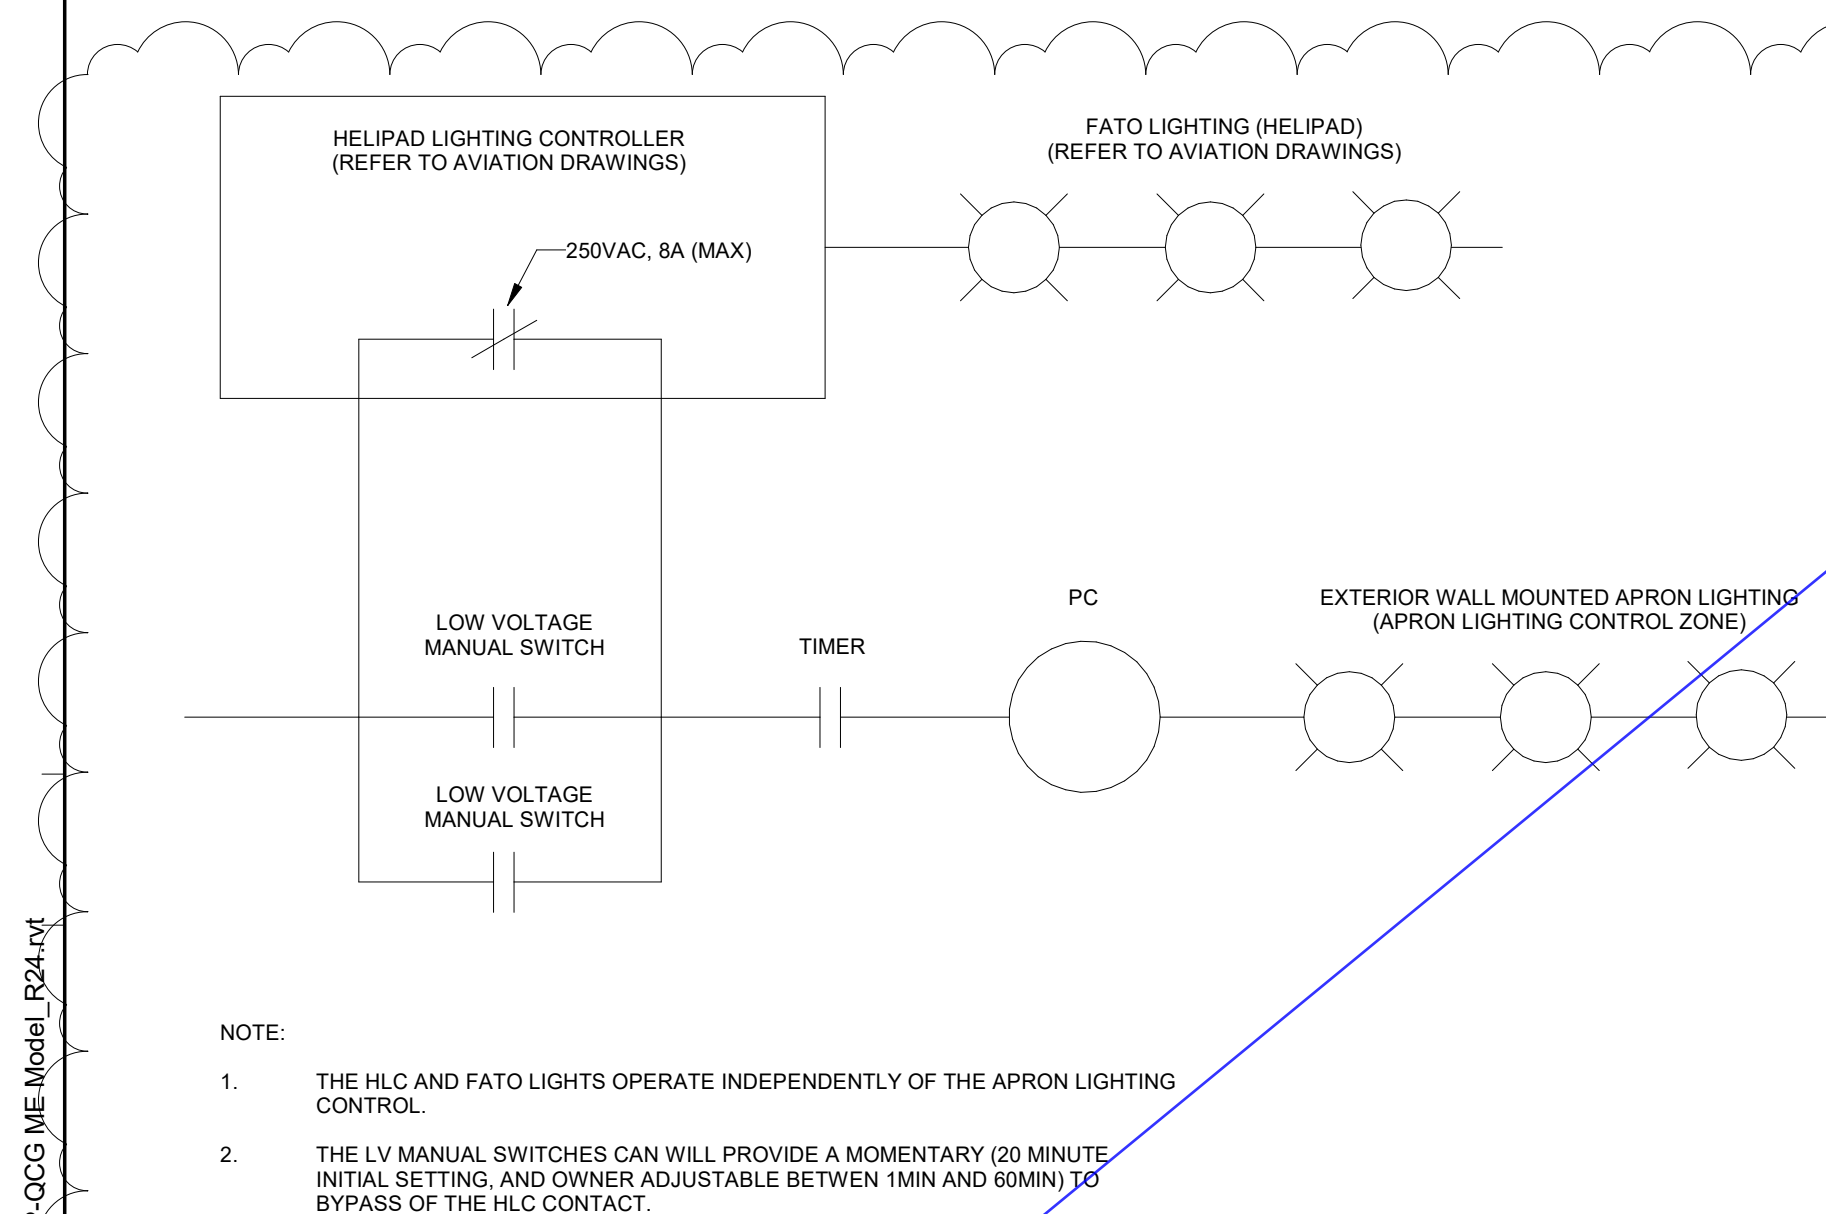 HELIPAD LIGHTING CONTROLLER
(REFER TO AVIATION DRAWINGS)
FATO LIGHTING (HELIPAD)
(REFER TO AVIATION DRAWINGS)
250VAC, 8A (MAX)
LOW VOLTAGE
MANUAL SWITCH
TIMER
PC
EXTERIOR WALL MOUNTED APRON LIGHTING
(APRON LIGHTING CONTROL ZONE)
LOW VOLTAGE
MANUAL SWITCH
NOTE:
1. THE HLC AND FATO LIGHTS OPERATE INDEPENDENTLY OF THE APRON LIGHTING
CONTROL.
2. THE LV MANUAL SWITCHES CAN WILL PROVIDE A MOMENTARY (20 MINUTE
INITIAL SETTING, AND OWNER ADJUSTABLE BETWEN 1MIN AND 60MIN) TO
BYPASS OF THE HLC CONTACT.
-QCG ME Model_R24.rvt